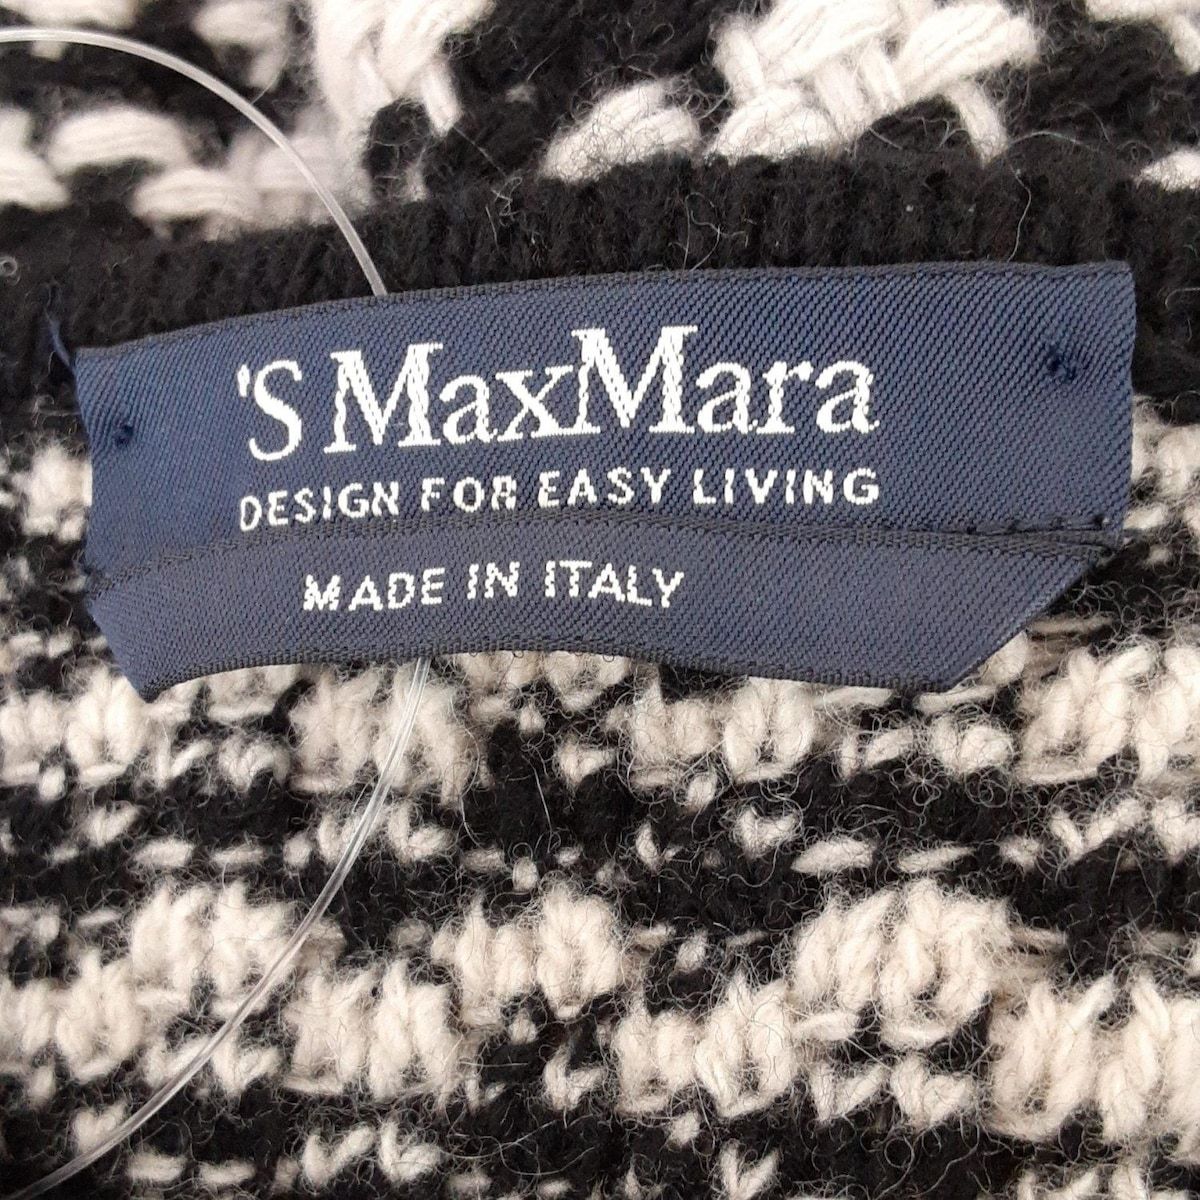 'S MaxMara
DESIGN FOR EASY LIVING
MADE IN ITALY